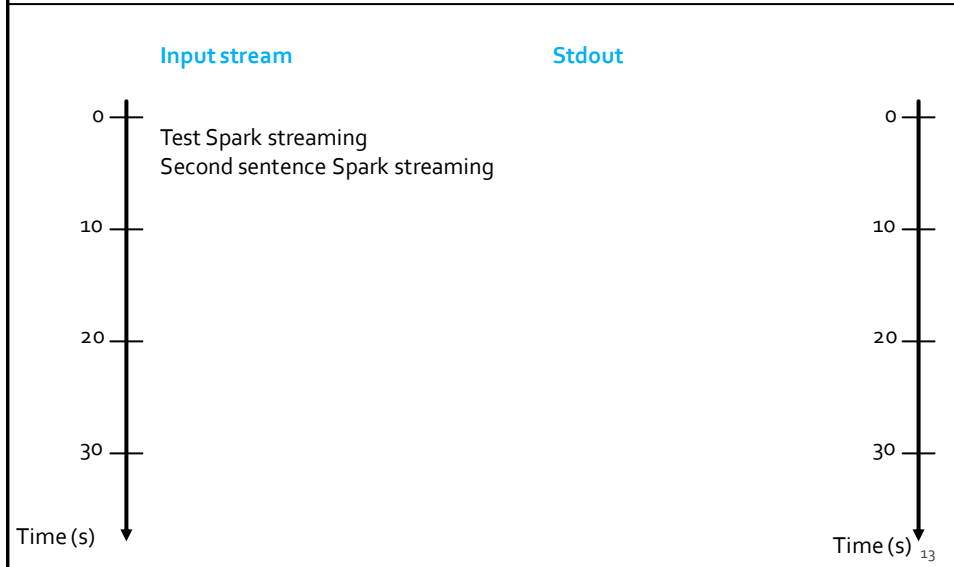 Input stream Stdout
0 0
Test Spark streaming
Second sentence Spark streaming
10 10
20 20
30 30
Time (s) Time (s) 13